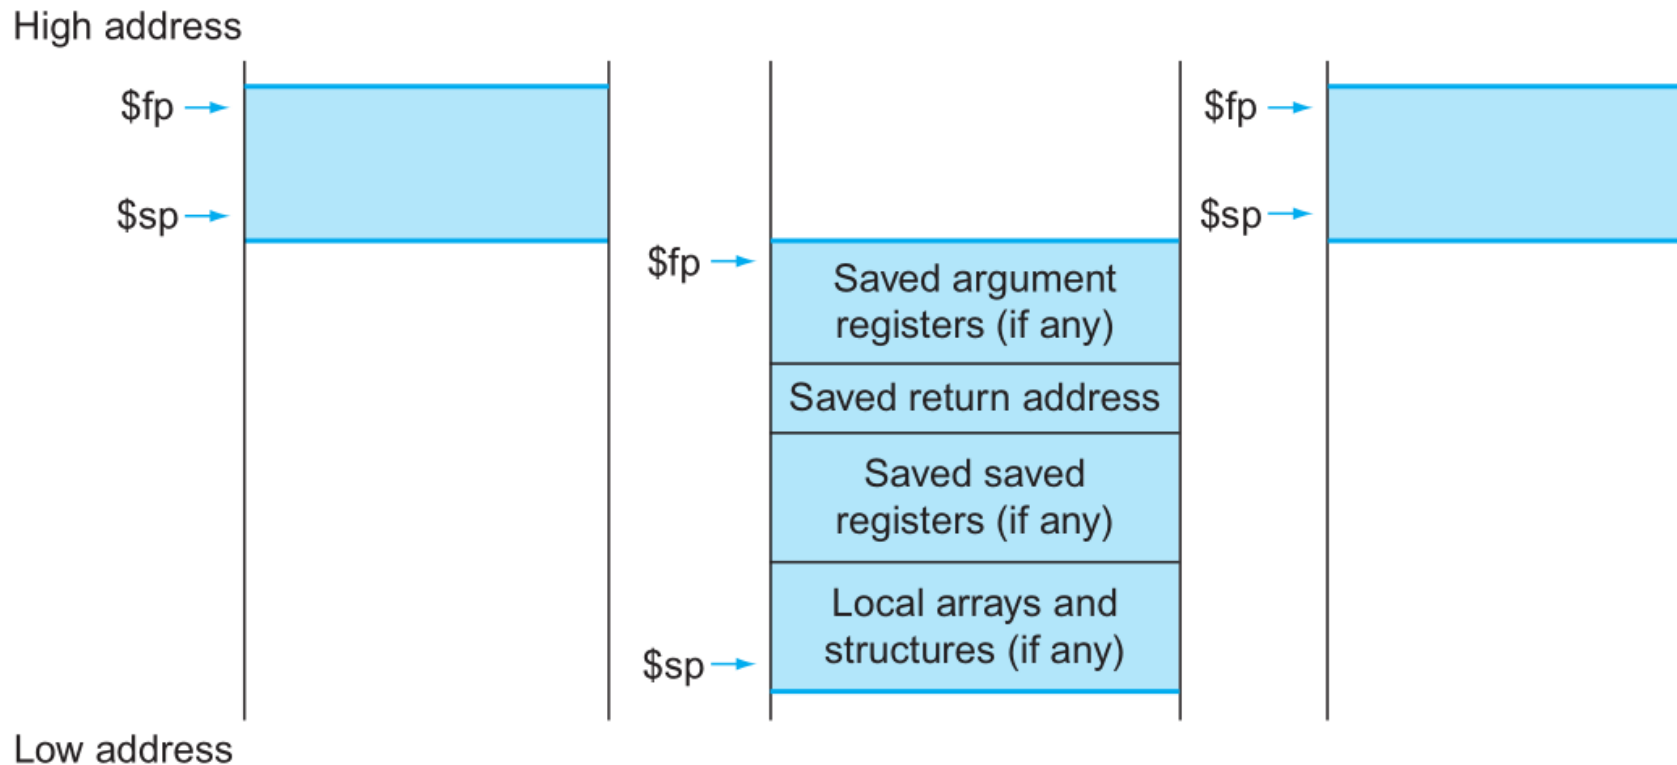 High address
$fp
$sp
$fp
Saved argument
registers (if any)
Saved return address
Saved saved
registers (if any)
Local arrays and
structures (if any)
$sp
$fp
$sp
Low address